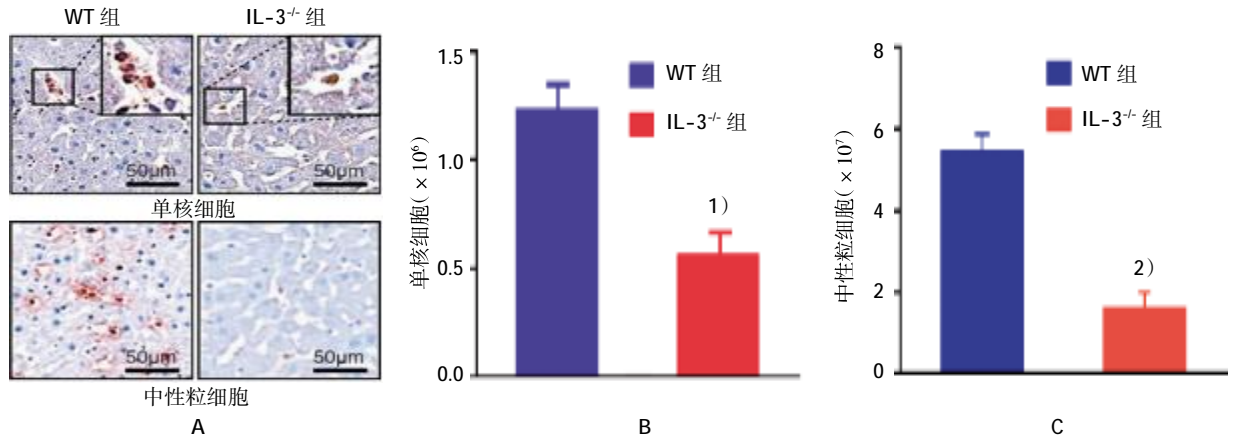 WT 组
IL-3-/- 组
50μm
50μm
单核细胞
50μm
50μm
中性粒细胞
A
1.5
1.0
0.5
0.0
单核细胞(×10⁶)
WT 组
IL-3-/- 组
1)
B
8
6
4
2
0
中性粒细胞(×10⁷)
WT 组
IL-3-/- 组
2)
C